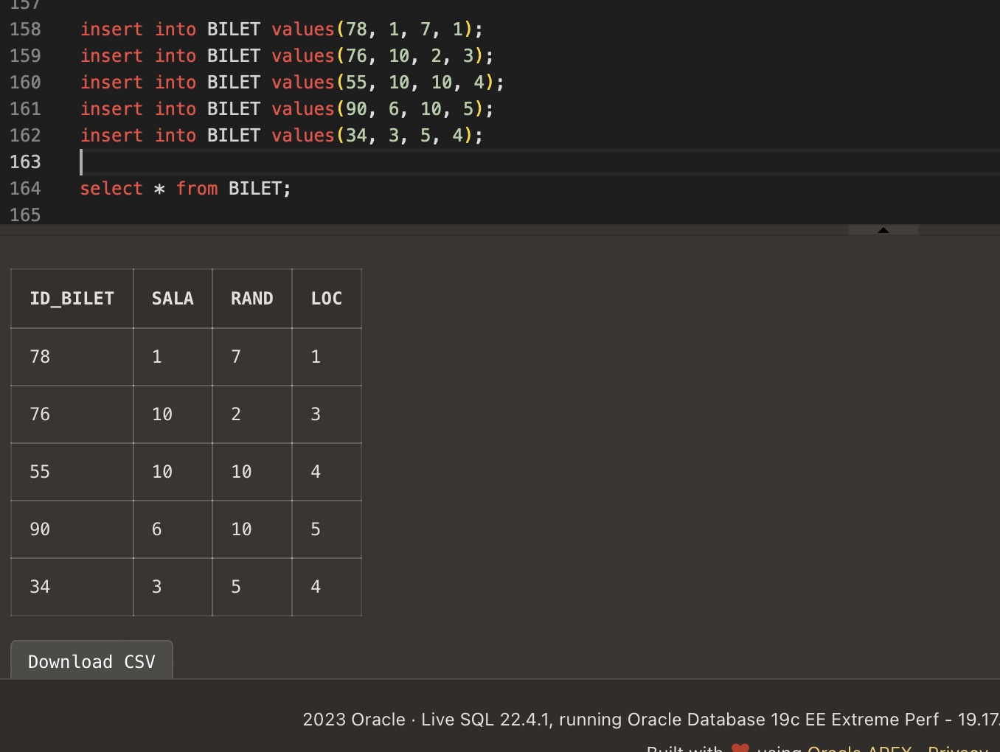 157
158 insert into BILET values(78, 1, 7, 1);
159 insert into BILET values(76, 10, 2, 3);
160 insert into BILET values(55, 10, 10, 4);
161 insert into BILET values(90, 6, 10, 5);
162 insert into BILET values(34, 3, 5, 4);
163
164 select * from BILET;
165
ID_BILET SALA RAND LOC
78 1 7 1
76 10 2 3
55 10 10 4
90 6 10 5
34 3 5 4
Download CSV
2023 Oracle · Live SQL 22.4.1, running Oracle Database 19c EE Extreme Perf - 19.17.
Built with ❤ using Oracle APEX · Privacy